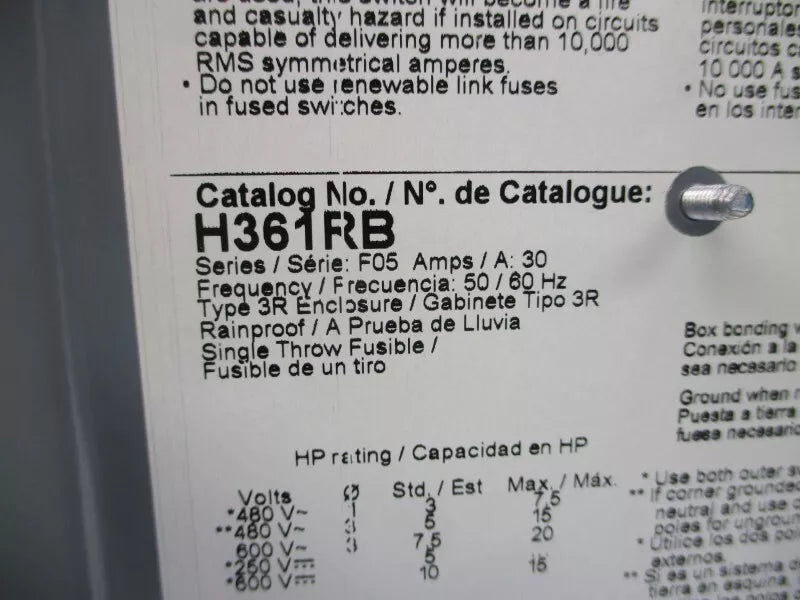 and casualty hazard if installed on circuits
capable of delivering more than 10,000
RMS symmetrical amperes.
• Do not use renewable link fuses
in fused switches.
interruptor
personales
circuitos c
10 000 A s
• No use fus
en los inter
Catalog No. / N°. de Catalogue:
H361RB
Series / Série: F05 Amps / A: 30
Frequency / Frecuencia: 50 / 60 Hz
Type 3R Enclosure / Gabinete Tipo 3R
Rainproof / A Prueba de Lluvia
Single Throw Fusible /
Fusible de un tiro
Box bonding w
Conexión a la
sea necesario
Ground when r
Puesta a tierra
fuese necesario
HP rating / Capacidad en HP
Volts Ø Std. / Est Max. / Máx.
*480 V~ 1 3 7.5
**480 V~ 3 5 15
600 V~ 3 7.5 20
*250 V⎓ 5
*600 V⎓ 10 15
* Use both outer sw
** If corner grounded
neutral and use o
poles for unground
* Utilice los dos pol
externos.
** Si es un sistema d
tierra en esquina,